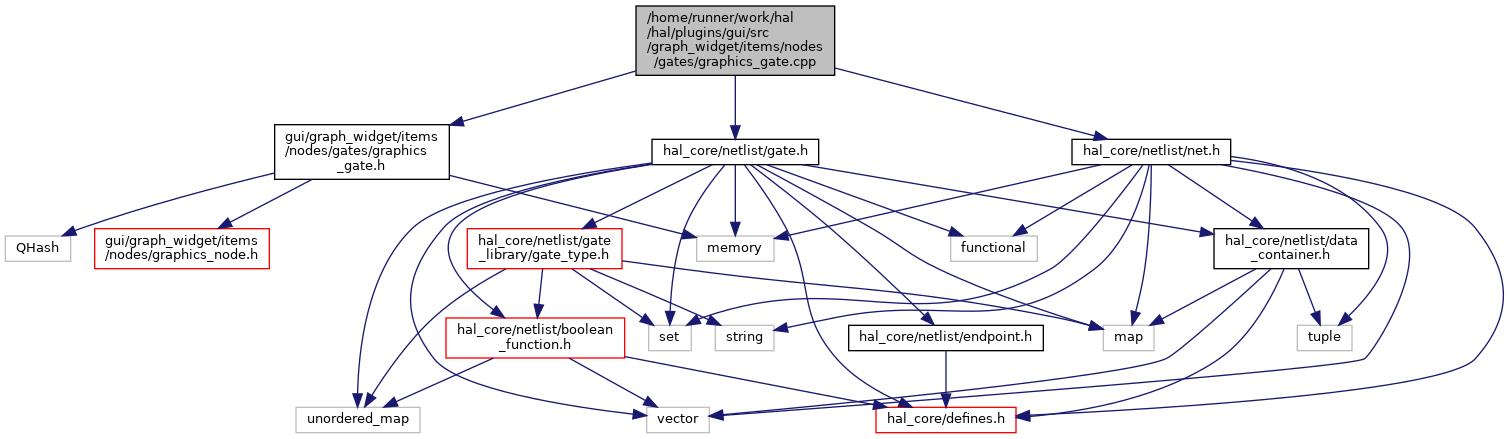 /home/runner/work/hal
/hal/plugins/gui/src
/graph_widget/items/nodes
/gates/graphics_gate.cpp
gui/graph_widget/items
/nodes/gates/graphics
_gate.h
hal_core/netlist/gate.h
hal_core/netlist/net.h
QHash
gui/graph_widget/items
/nodes/graphics_node.h
hal_core/netlist/gate
_library/gate_type.h
memory
functional
hal_core/netlist/data
_container.h
hal_core/netlist/boolean
_function.h
set
string
hal_core/netlist/endpoint.h
map
tuple
unordered_map
vector
hal_core/defines.h